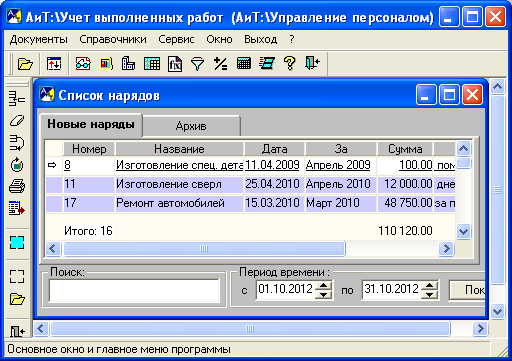 АиТ:\Учет выполненных работ (АиТ:\Управление персоналом)
Документы Справочники Сервис Окно Выход ?
Список нарядов
Новые наряды Архив
Номер Название Дата За Сумма
8 Изготовление спец. дета 11.04.2009 Апрель 2009 100.00 пом
11 Изготовление сверл 25.04.2010 Апрель 2010 12 000.00 дне
17 Ремонт автомобилей 15.03.2010 Март 2010 48 750.00 за п
Итого: 16 110 120.00
Поиск: Период времени :
с 01.10.2012 по 31.10.2012 Пок
Основное окно и главное меню программы